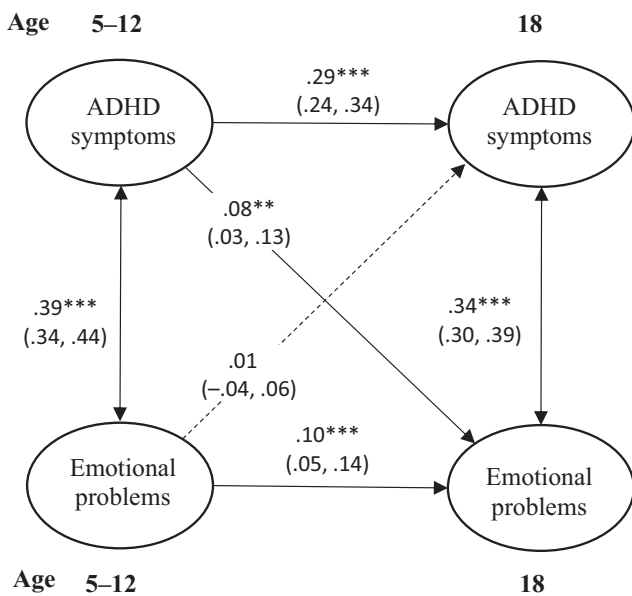 Age 5–12 18
ADHD
symptoms
.29***
(.24, .34)
ADHD
symptoms
.08**
(.03, .13)
.39***
(.34, .44)
.34***
(.30, .39)
.01
(–.04, .06)
Emotional
problems
.10***
(.05, .14)
Emotional
problems
Age 5–12 18